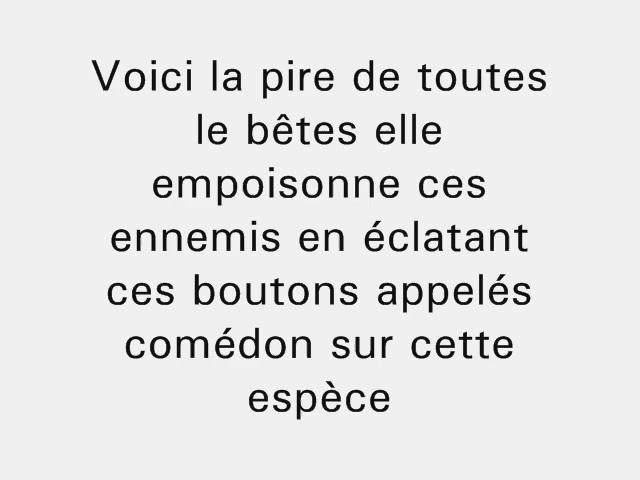 Voici la pire de toutes
le bêtes elle
empoisonne ces
ennemis en éclatant
ces boutons appelés
comédon sur cette
espèce